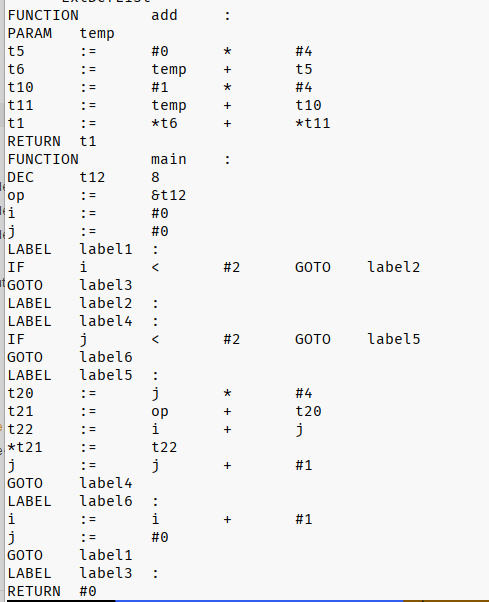 FUNCTION add :
PARAM temp
t5 := #0 * #4
t6 := temp + t5
t10 := #1 * #4
t11 := temp + t10
t1 := *t6 + *t11
RETURN t1
FUNCTION main :
DEC t12 8
op := &t12
i := #0
j := #0
LABEL label1 :
IF i < #2 GOTO label2
GOTO label3
LABEL label2 :
LABEL label4 :
IF j < #2 GOTO label5
GOTO label6
LABEL label5 :
t20 := j * #4
t21 := op + t20
t22 := i + j
*t21 := t22
j := j + #1
GOTO label4
LABEL label6 :
i := i + #1
j := #0
GOTO label1
LABEL label3 :
RETURN #0